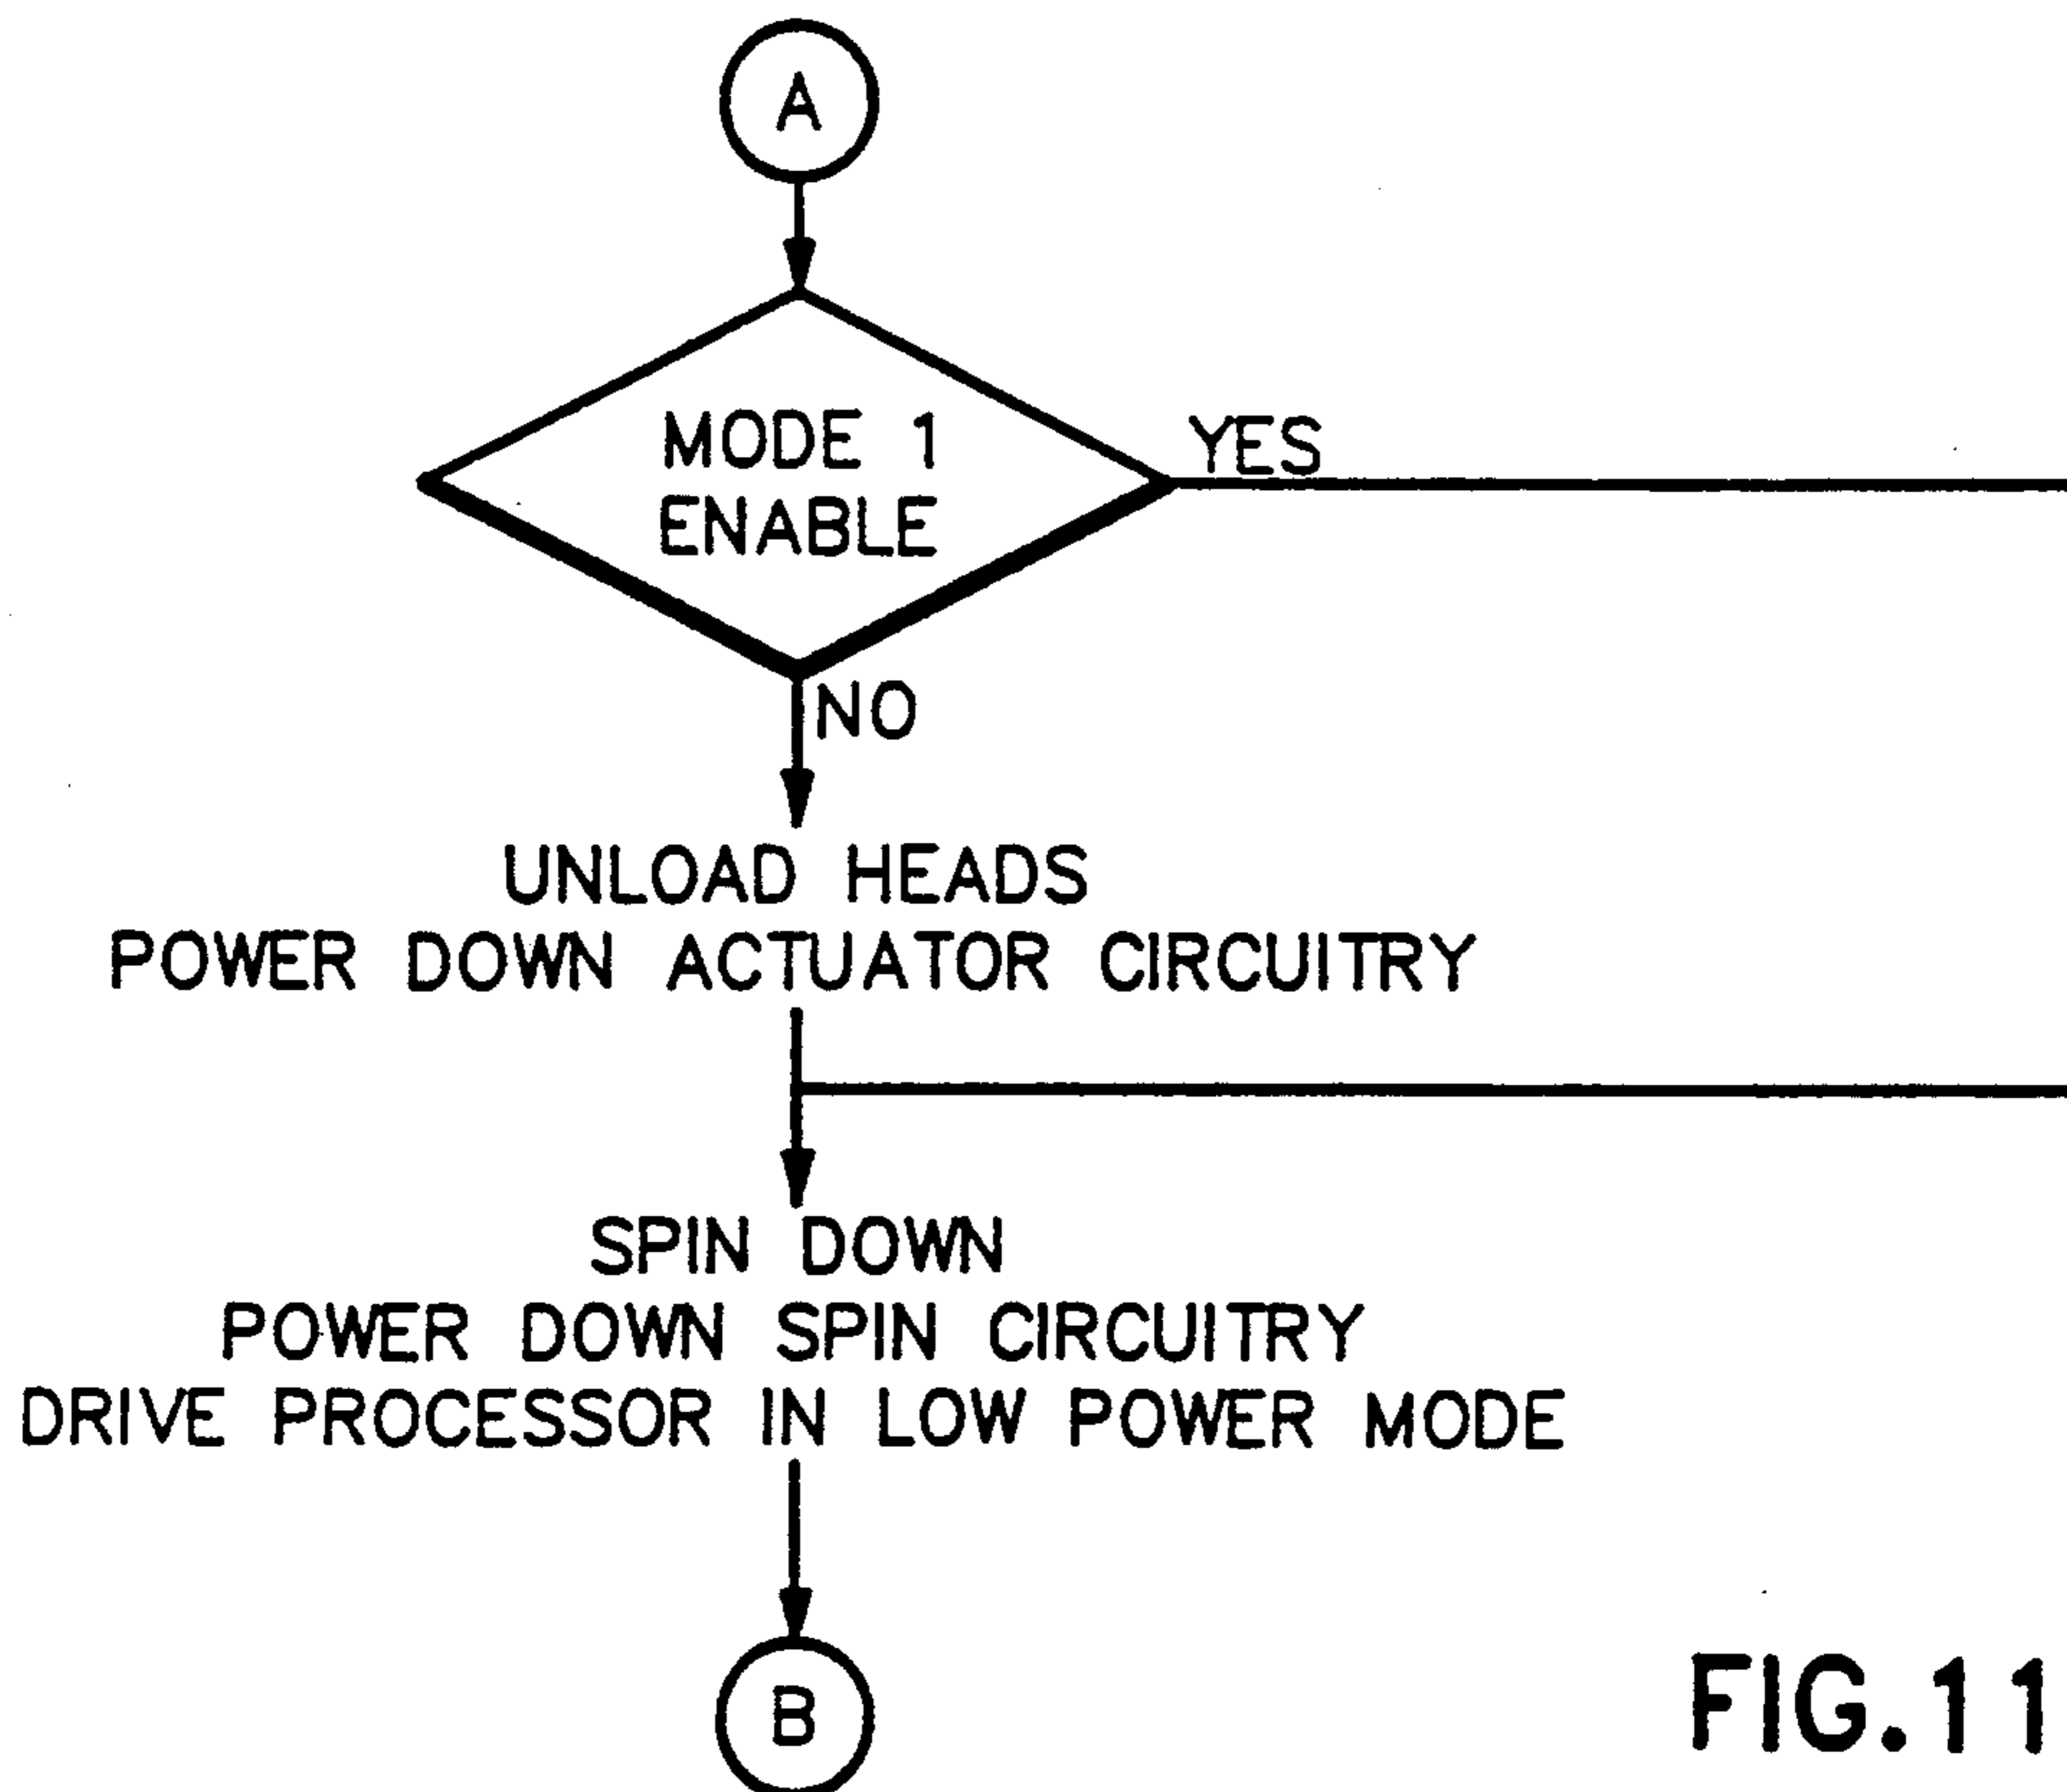 A
MODE 1
ENABLE
YES
NO
UNLOAD HEADS
POWER DOWN ACTUATOR CIRCUITRY
SPIN DOWN
POWER DOWN SPIN CIRCUITRY
DRIVE PROCESSOR IN LOW POWER MODE
B
FIG.11